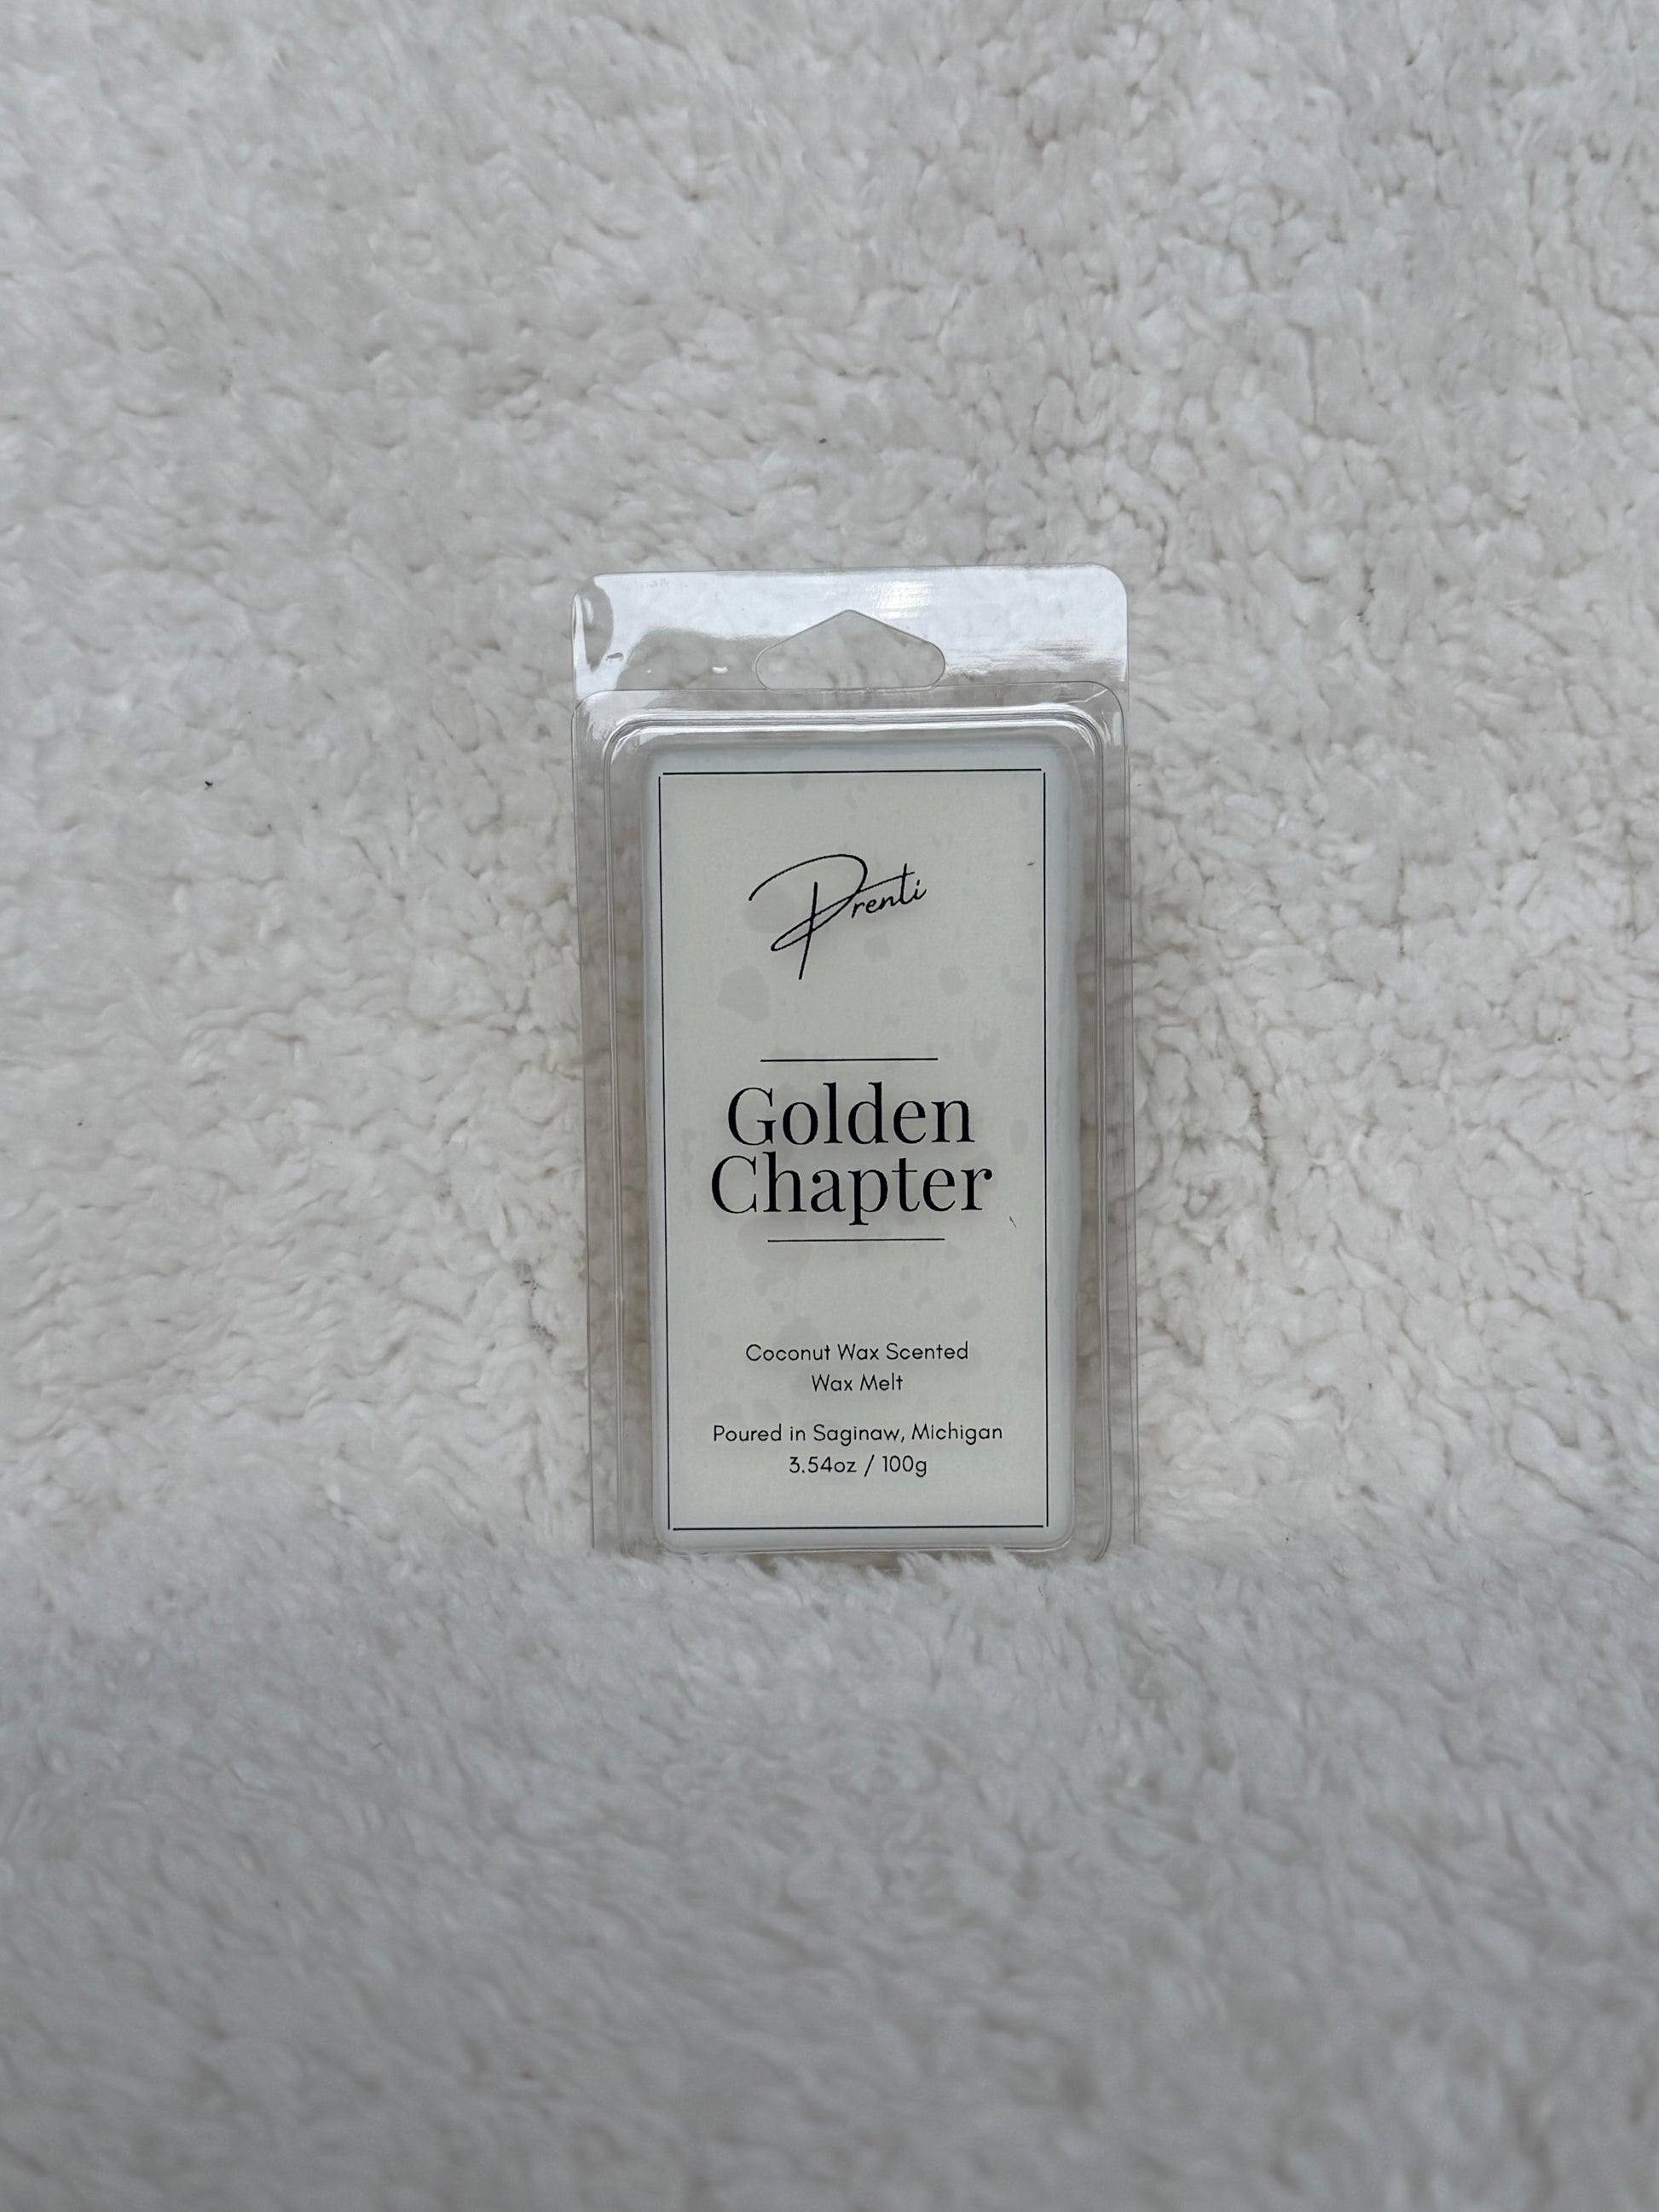 Prenti
Golden
Chapter
Coconut Wax Scented
Wax Melt
Poured in Saginaw, Michigan
3.54oz / 100g